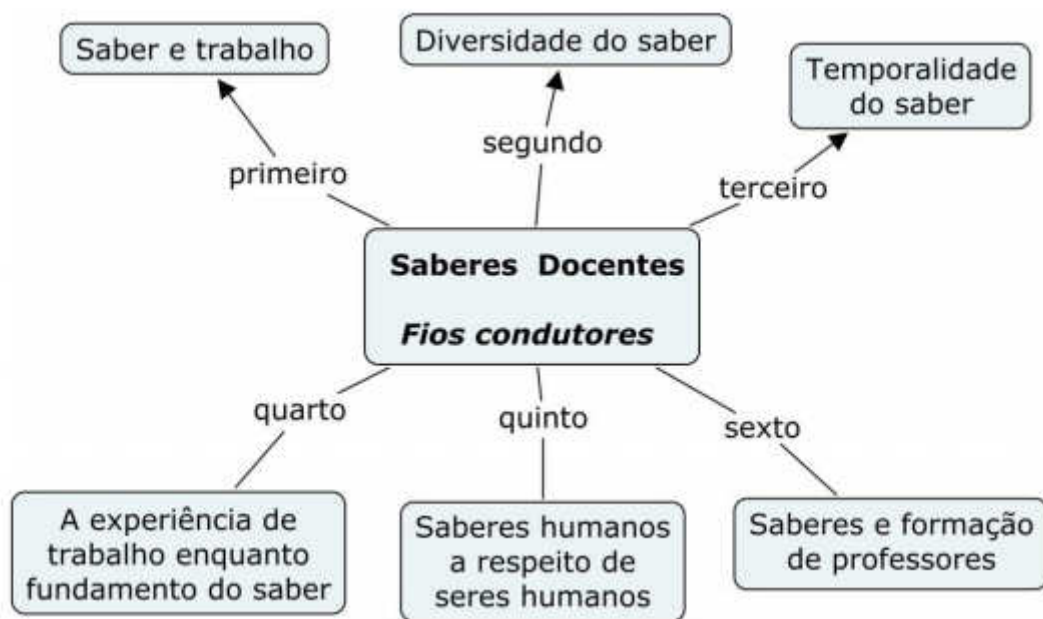 Saber e trabalho
Diversidade do saber
Temporalidade
do saber
primeiro
segundo
terceiro
Saberes Docentes
Fios condutores
quarto
quinto
sexto
A experiência de
trabalho enquanto
fundamento do saber
Saberes humanos
a respeito de
seres humanos
Saberes e formação
de professores